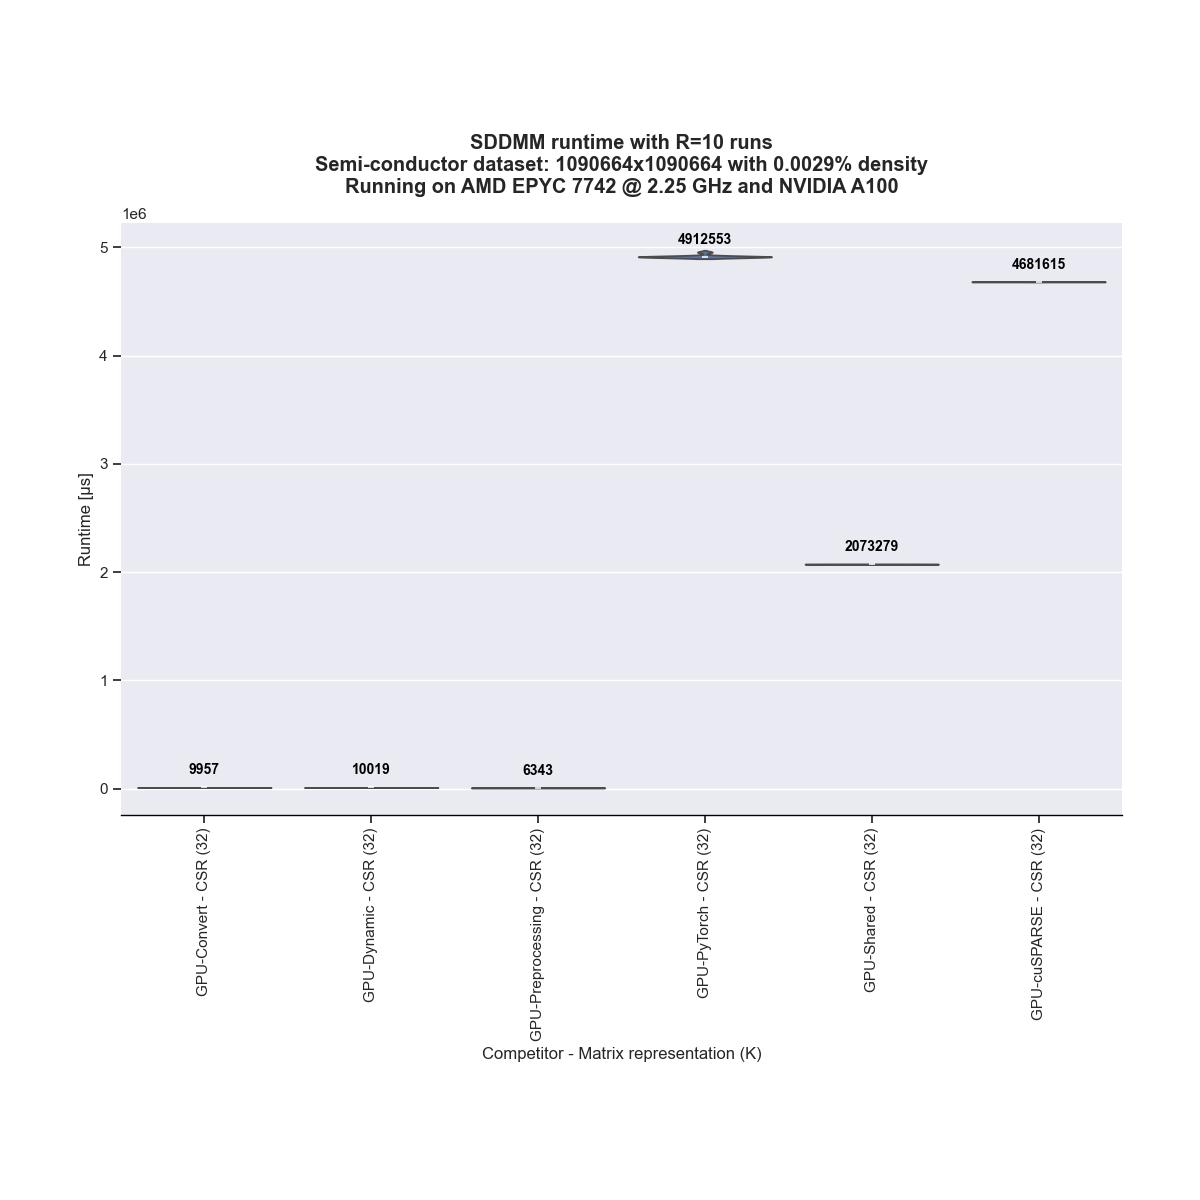 SDDMM runtime with R=10 runs
Semi-conductor dataset: 1090664x1090664 with 0.0029% density
Running on AMD EPYC 7742 @ 2.25 GHz and NVIDIA A100
1e6
5
4
3
2
1
0
Runtime [µs]
9957
10019
6343
4912553
2073279
4681615
GPU-Convert - CSR (32)
GPU-Dynamic - CSR (32)
GPU-Preprocessing - CSR (32)
GPU-PyTorch - CSR (32)
GPU-Shared - CSR (32)
GPU-cuSPARSE - CSR (32)
Competitor - Matrix representation (K)